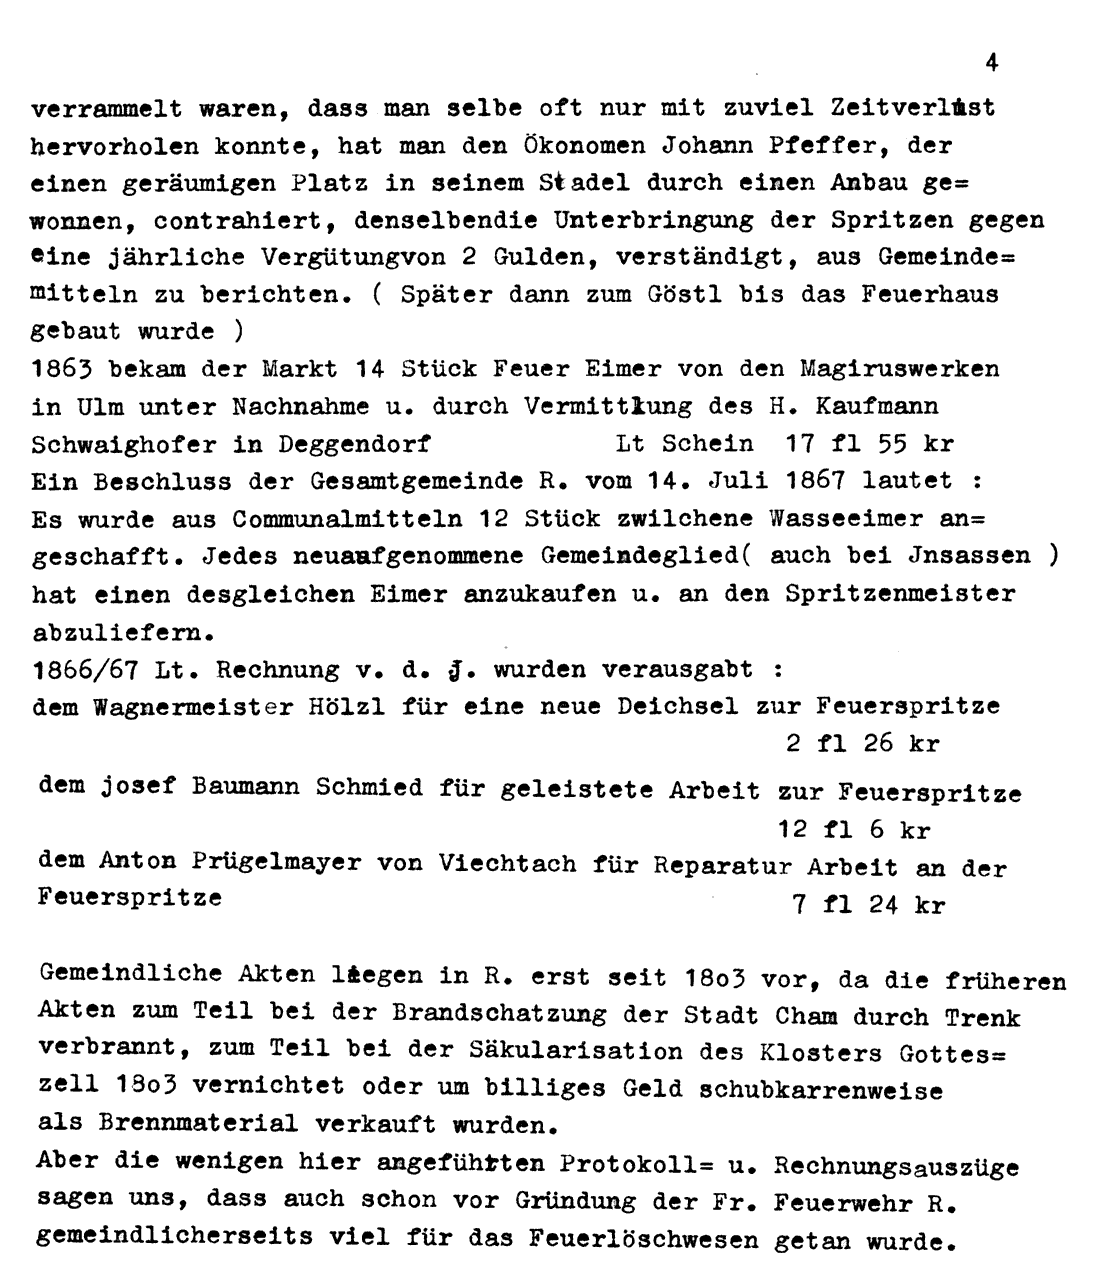 4
verrammelt waren, dass man selbe oft nur mit zuviel Zeitverlust
hervorholen konnte, hat man den Ökonomen Johann Pfeffer, der
einen geräumigen Platz in seinem Stadel durch einen Anbau ge=
wonnen, contrahiert, denselbendie Unterbringung der Spritzen gegen
eine jährliche Vergütungvon 2 Gulden, verständigt, aus Gemeinde=
mitteln zu berichten. ( Später dann zum Göstl bis das Feuerhaus
gebaut wurde )
1863 bekam der Markt 14 Stück Feuer Eimer von den Magiruswerken
in Ulm unter Nachnahme u. durch Vermittlung des H. Kaufmann
Schwaighofer in Deggendorf Lt Schein 17 fl 55 kr
Ein Beschluss der Gesamtgemeinde R. vom 14. Juli 1867 lautet :
Es wurde aus Communalmitteln 12 Stück zwilchene Wasseeimer an=
geschafft. Jedes neuaufgenommene Gemeindeglied( auch bei Jnsassen )
hat einen desgleichen Eimer anzukaufen u. an den Spritzenmeister
abzuliefern.
1866/67 Lt. Rechnung v. d. J. wurden verausgabt :
dem Wagnermeister Hölzl für eine neue Deichsel zur Feuerspritze
2 fl 26 kr
dem josef Baumann Schmied für geleistete Arbeit zur Feuerspritze
12 fl 6 kr
dem Anton Prügelmayer von Viechtach für Reparatur Arbeit an der
Feuerspritze 7 fl 24 kr
Gemeindliche Akten liegen in R. erst seit 18o3 vor, da die früheren
Akten zum Teil bei der Brandschatzung der Stadt Cham durch Trenk
verbrannt, zum Teil bei der Säkularisation des Klosters Gottes=
zell 18o3 vernichtet oder um billiges Geld schubkarrenweise
als Brennmaterial verkauft wurden.
Aber die wenigen hier angeführten Protokoll= u. Rechnungsauszüge
sagen uns, dass auch schon vor Gründung der Fr. Feuerwehr R.
gemeindlicherseits viel für das Feuerlöschwesen getan wurde.